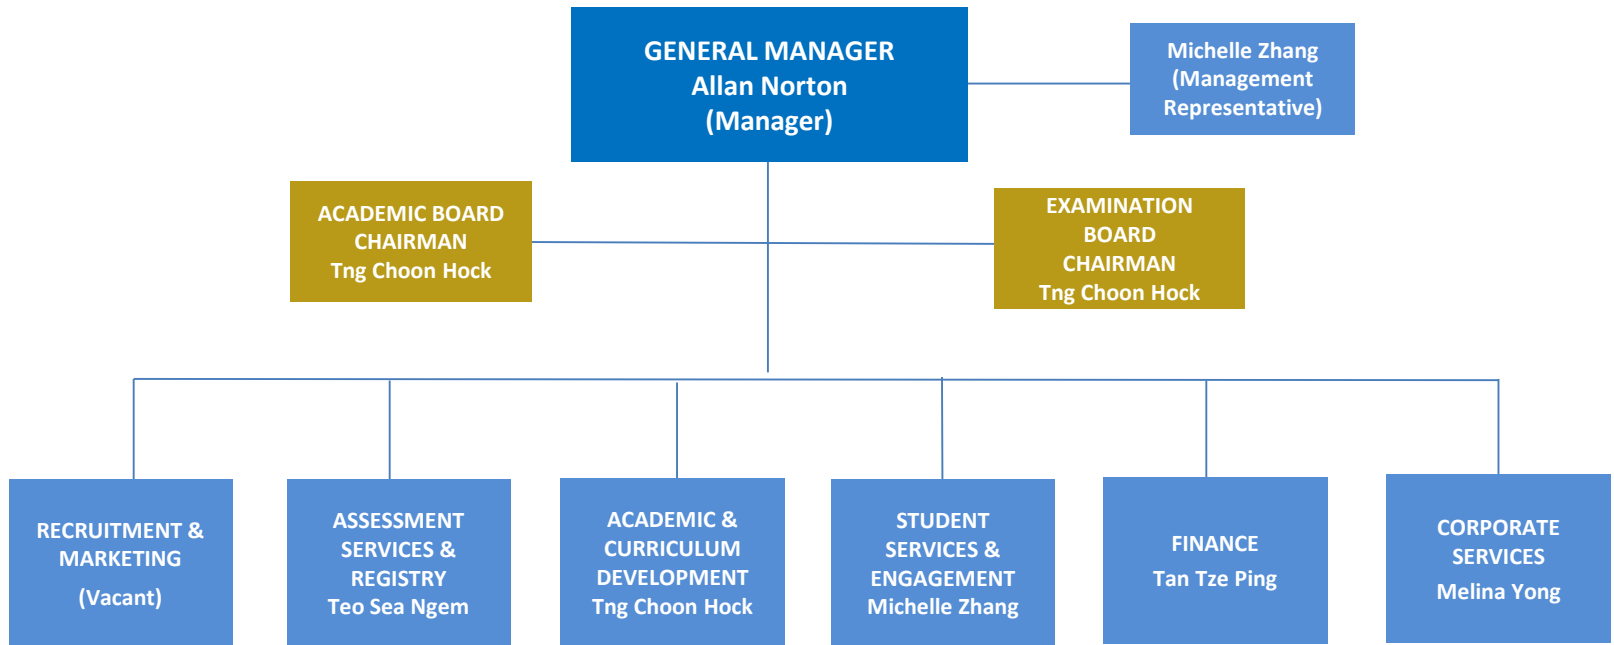 GENERAL MANAGER
Allan Norton
(Manager)
Michelle Zhang
(Management
Representative)
ACADEMIC BOARD
CHAIRMAN
Tng Choon Hock
EXAMINATION
BOARD
CHAIRMAN
Tng Choon Hock
RECRUITMENT &
MARKETING
(Vacant)
ASSESSMENT
SERVICES &
REGISTRY
Teo Sea Ngem
ACADEMIC &
CURRICULUM
DEVELOPMENT
Tng Choon Hock
STUDENT
SERVICES &
ENGAGEMENT
Michelle Zhang
FINANCE
Tan Tze Ping
CORPORATE
SERVICES
Melina Yong